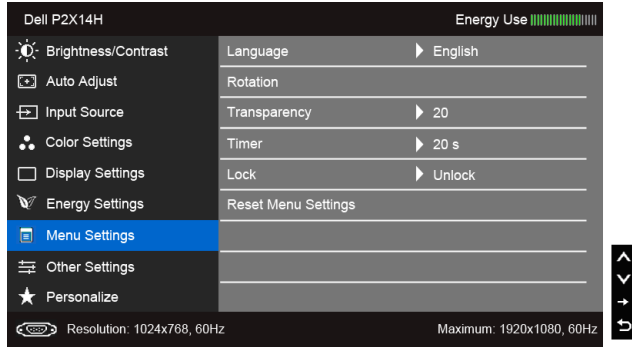 Dell P2X14H Energy Use
Brightness/Contrast Language English
Auto Adjust Rotation
Input Source Transparency 20
Color Settings Timer 20 s
Display Settings Lock Unlock
Energy Settings Reset Menu Settings
Menu Settings
Other Settings
Personalize
Resolution: 1024x768, 60Hz Maximum: 1920x1080, 60Hz